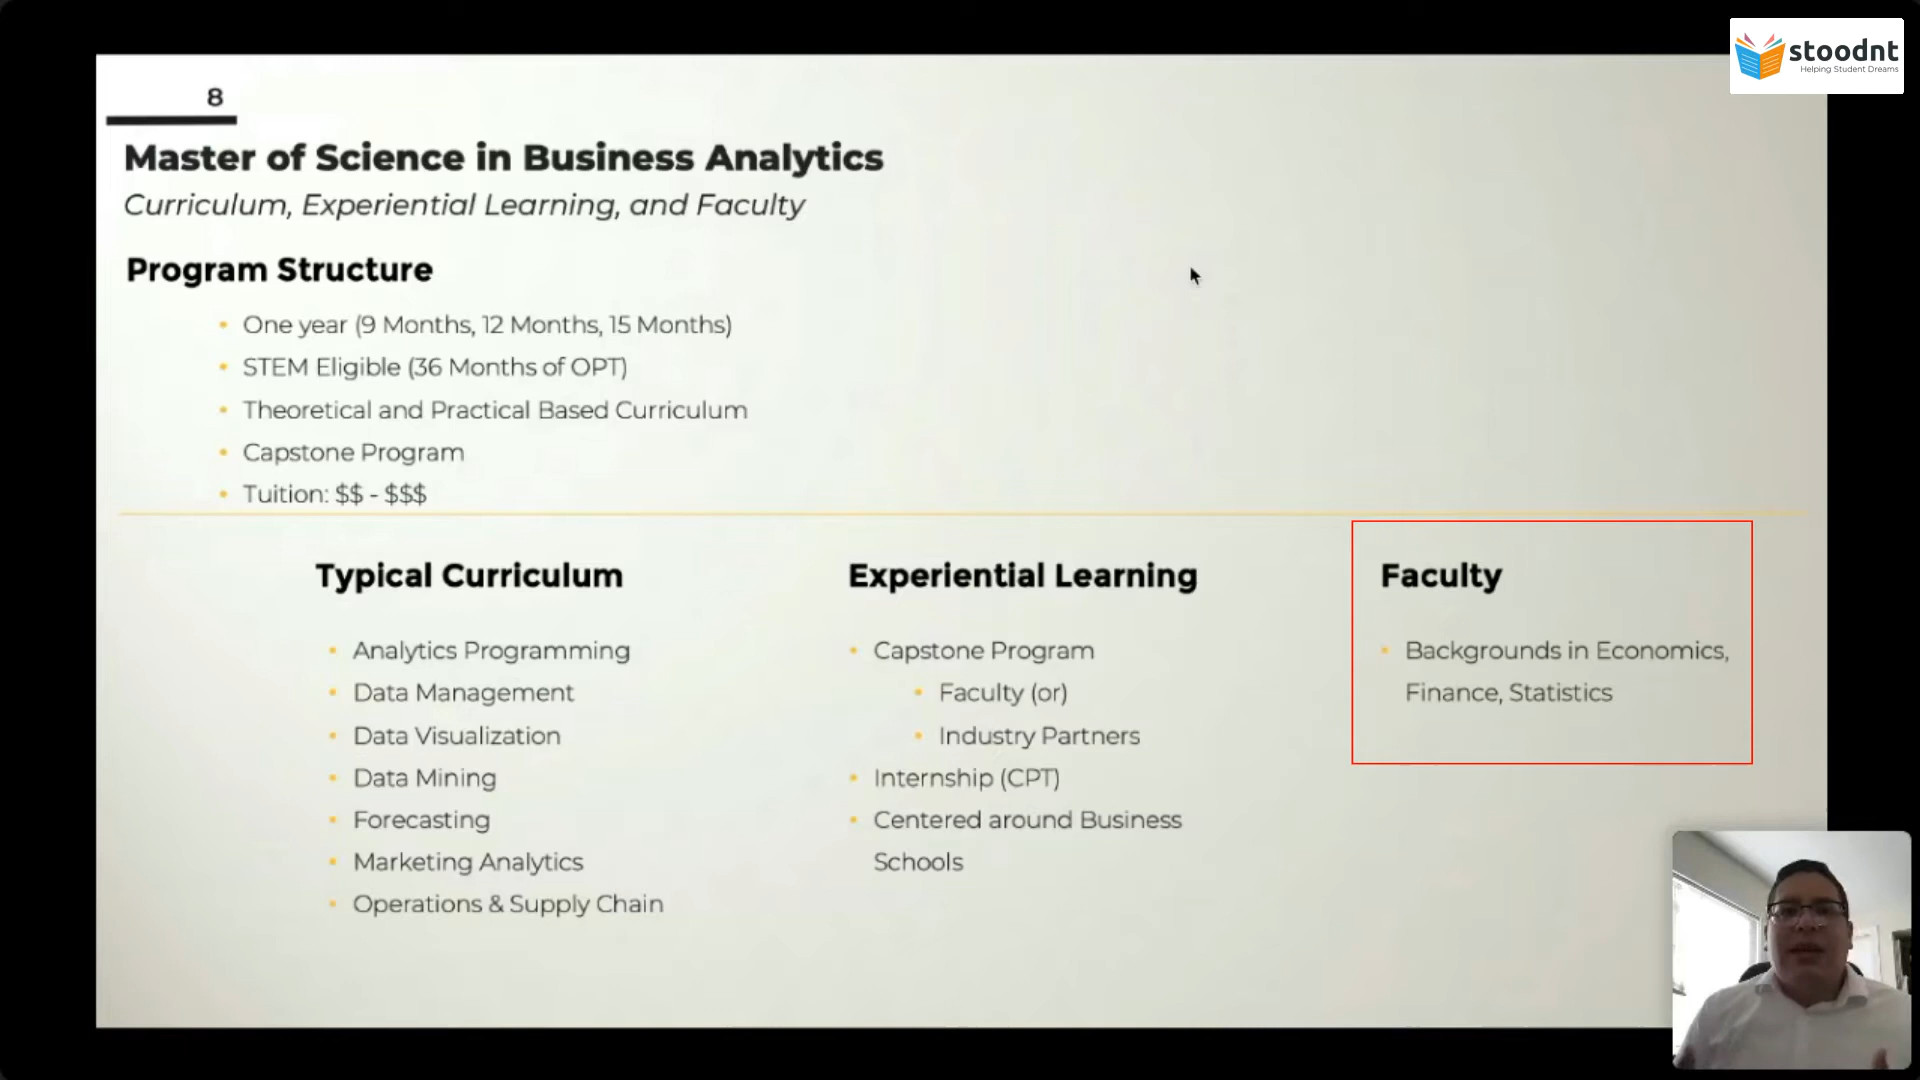 stoodnt
Helping Student Dreams
8
Master of Science in Business Analytics
Curriculum, Experiential Learning, and Faculty
Program Structure
• One year (9 Months, 12 Months, 15 Months)
• STEM Eligible (36 Months of OPT)
• Theoretical and Practical Based Curriculum
• Capstone Program
• Tuition: $$ - $$$
Typical Curriculum
• Analytics Programming
• Data Management
• Data Visualization
• Data Mining
• Forecasting
• Marketing Analytics
• Operations & Supply Chain
Experiential Learning
• Capstone Program
• Faculty (or)
• Industry Partners
• Internship (CPT)
• Centered around Business
Schools
Faculty
• Backgrounds in Economics,
Finance, Statistics